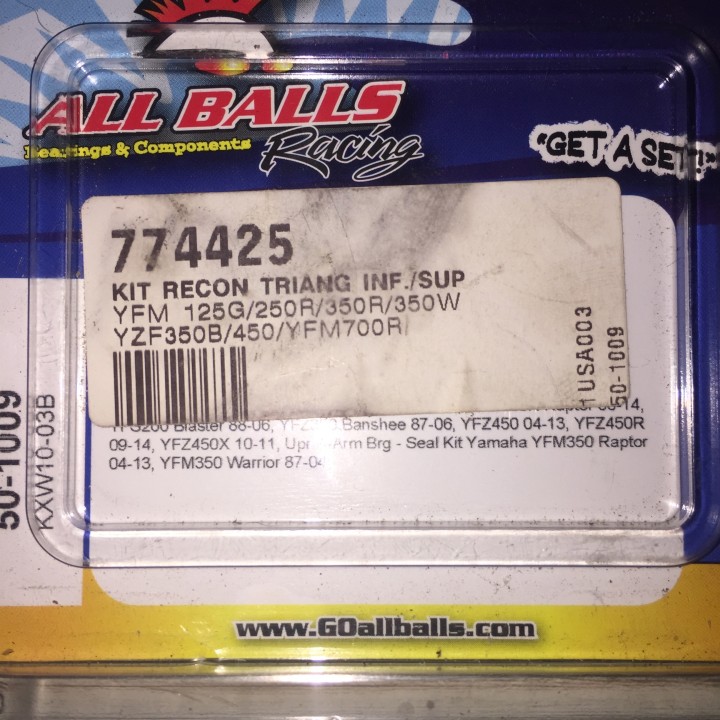 ALL BALLS
Racing
Bearings & Components
"GET A SET!"
774425
KIT RECON TRIANG INF./SUP
YFM 125G/250R/350R/350W
YZF350B/450/YFM700R
1USA003
50-1009
Blaster 88-06, Banshee 87-06, YFZ450 04-13, YFZ450R
09-14, YFZ450X 10-11, Brg - Seal Kit Yamaha YFM350 Raptor
04-13, YFM350 Warrior 87-04
50-1009
KXW10-03B
www.GOallballs.com